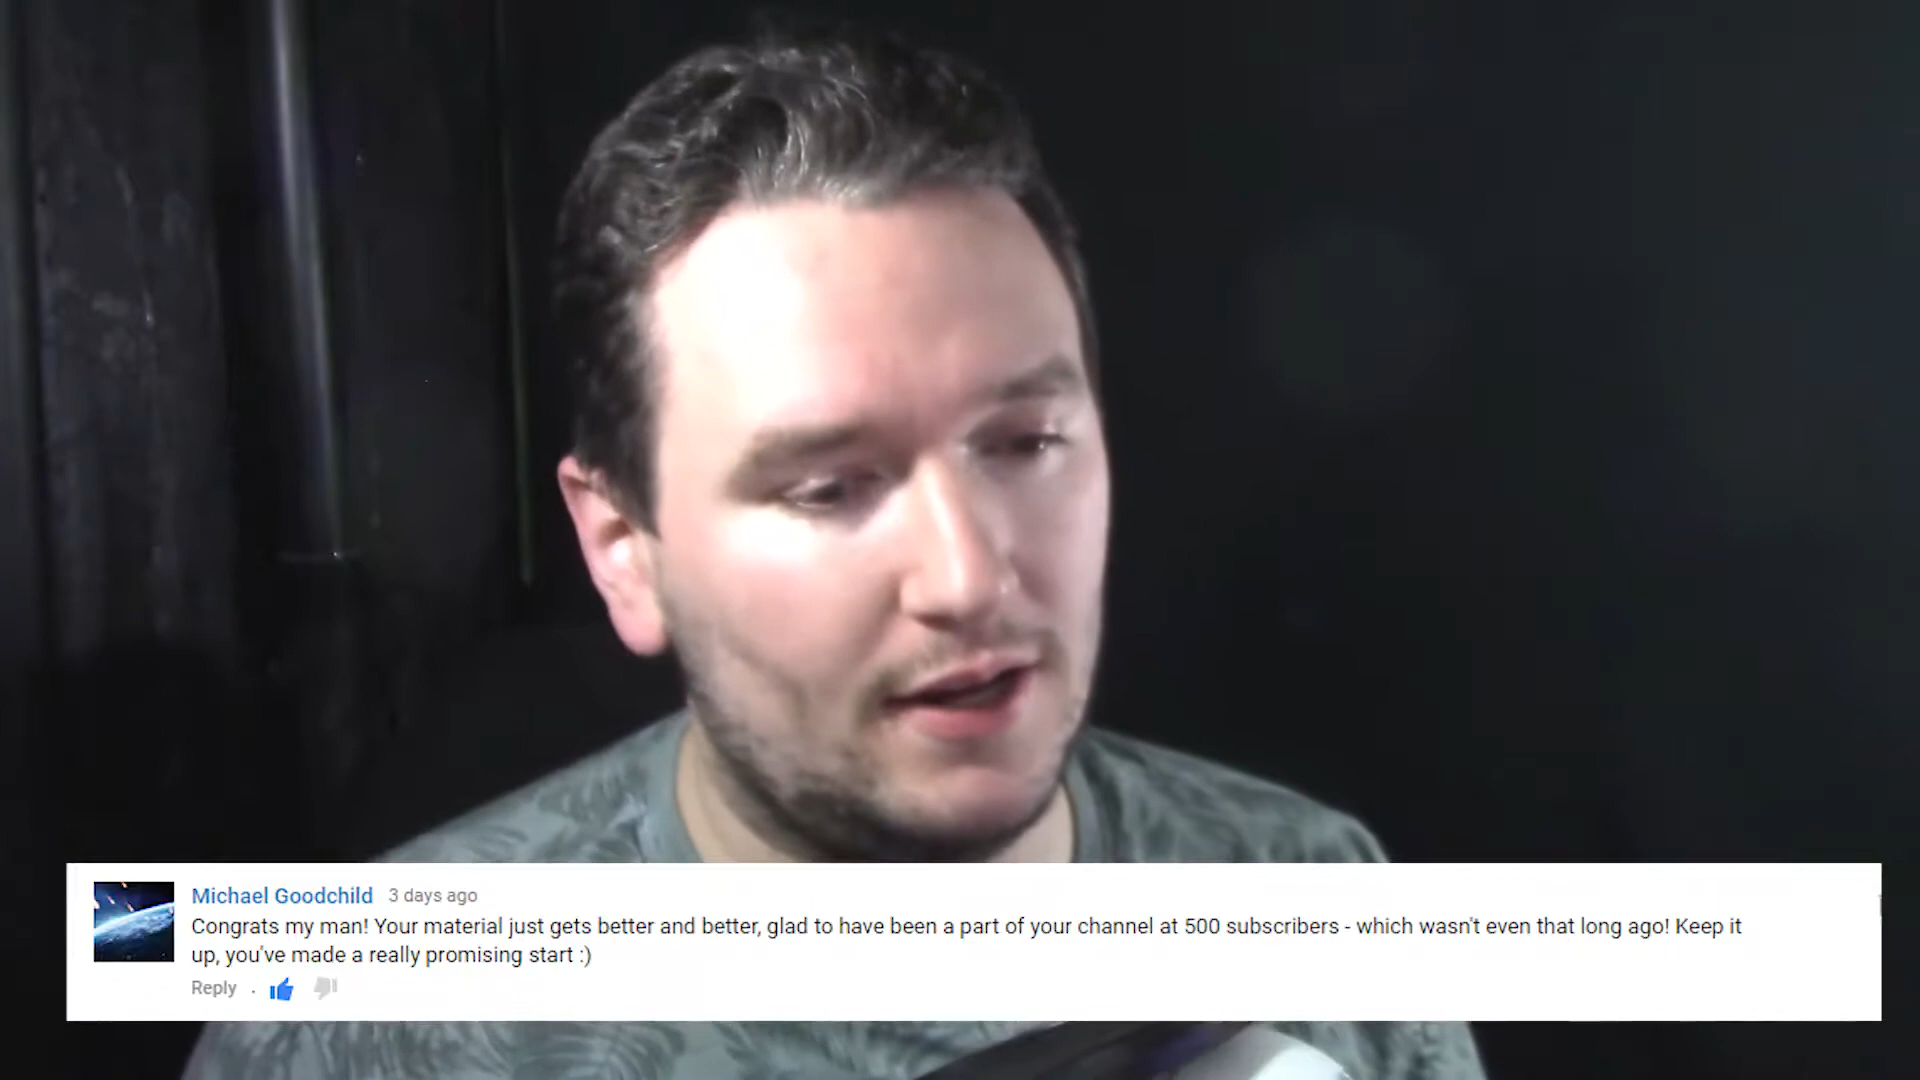 Michael Goodchild 3 days ago
Congrats my man! Your material just gets better and better, glad to have been a part of your channel at 500 subscribers - which wasn't even that long ago! Keep it
up, you've made a really promising start :)
Reply .